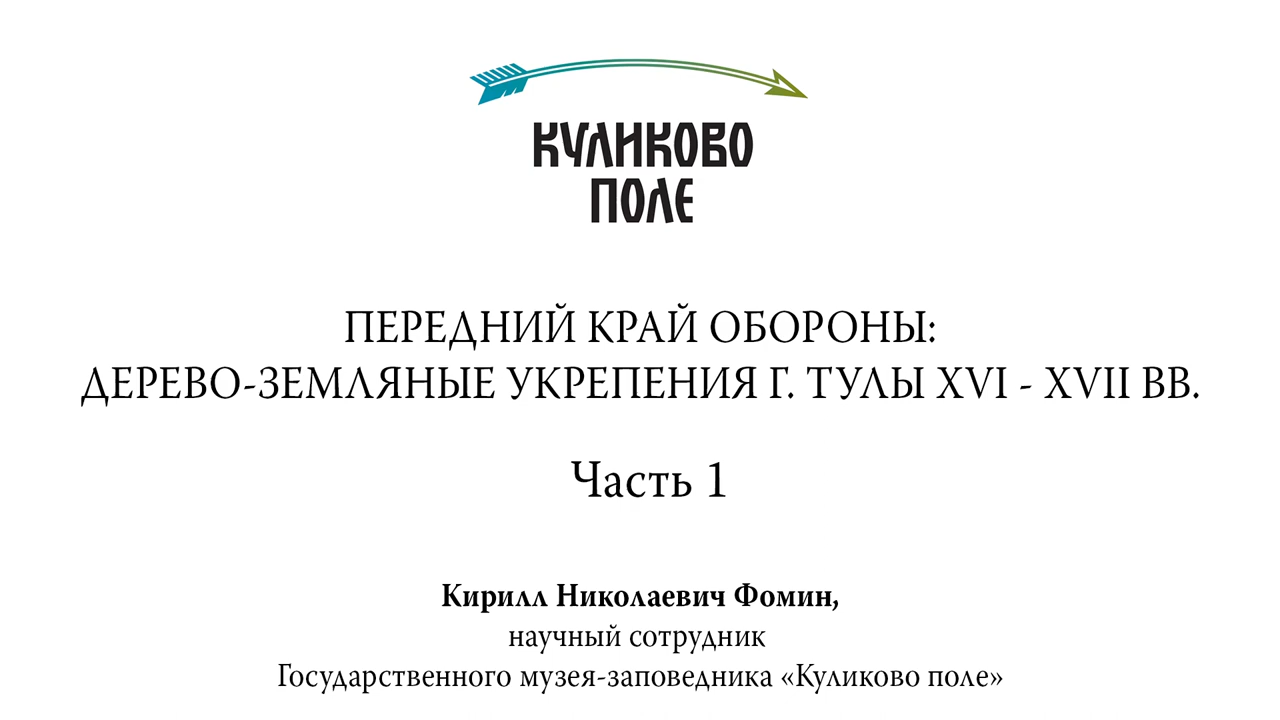 КУЛИКОВО
ПОЛЕ
ПЕРЕДНИЙ КРАЙ ОБОРОНЫ:
ДЕРЕВО-ЗЕМЛЯНЫЕ УКРЕПЕНИЯ Г. ТУЛЫ XVI - XVII ВВ.
Часть 1
Кирилл Николаевич Фомин,
научный сотрудник
Государственного музея-заповедника «Куликово поле»